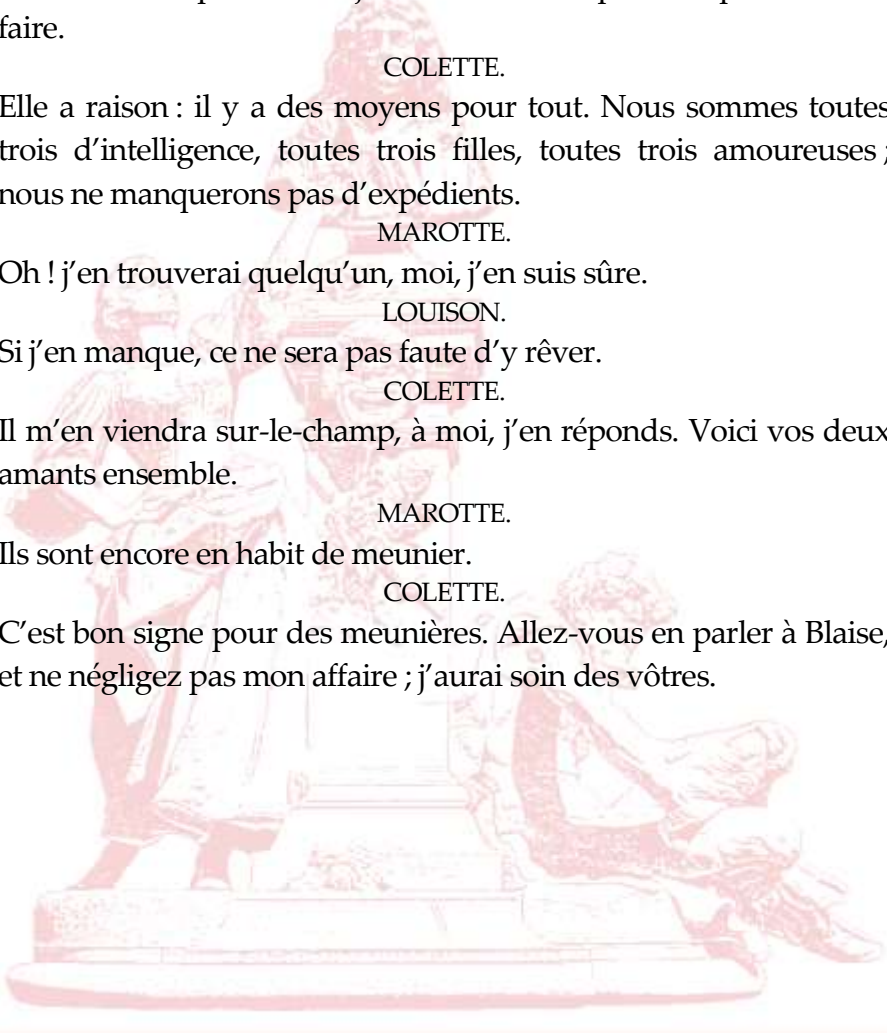 faire.
COLETTE.
Elle a raison : il y a des moyens pour tout. Nous sommes toutes
trois d’intelligence, toutes trois filles, toutes trois amoureuses ;
nous ne manquerons pas d’expédients.
MAROTTE.
Oh ! j’en trouverai quelqu’un, moi, j’en suis sûre.
LOUISON.
Si j’en manque, ce ne sera pas faute d’y rêver.
COLETTE.
Il m’en viendra sur-le-champ, à moi, j’en réponds. Voici vos deux
amants ensemble.
MAROTTE.
Ils sont encore en habit de meunier.
COLETTE.
C’est bon signe pour des meunières. Allez-vous en parler à Blaise,
et ne négligez pas mon affaire ; j’aurai soin des vôtres.